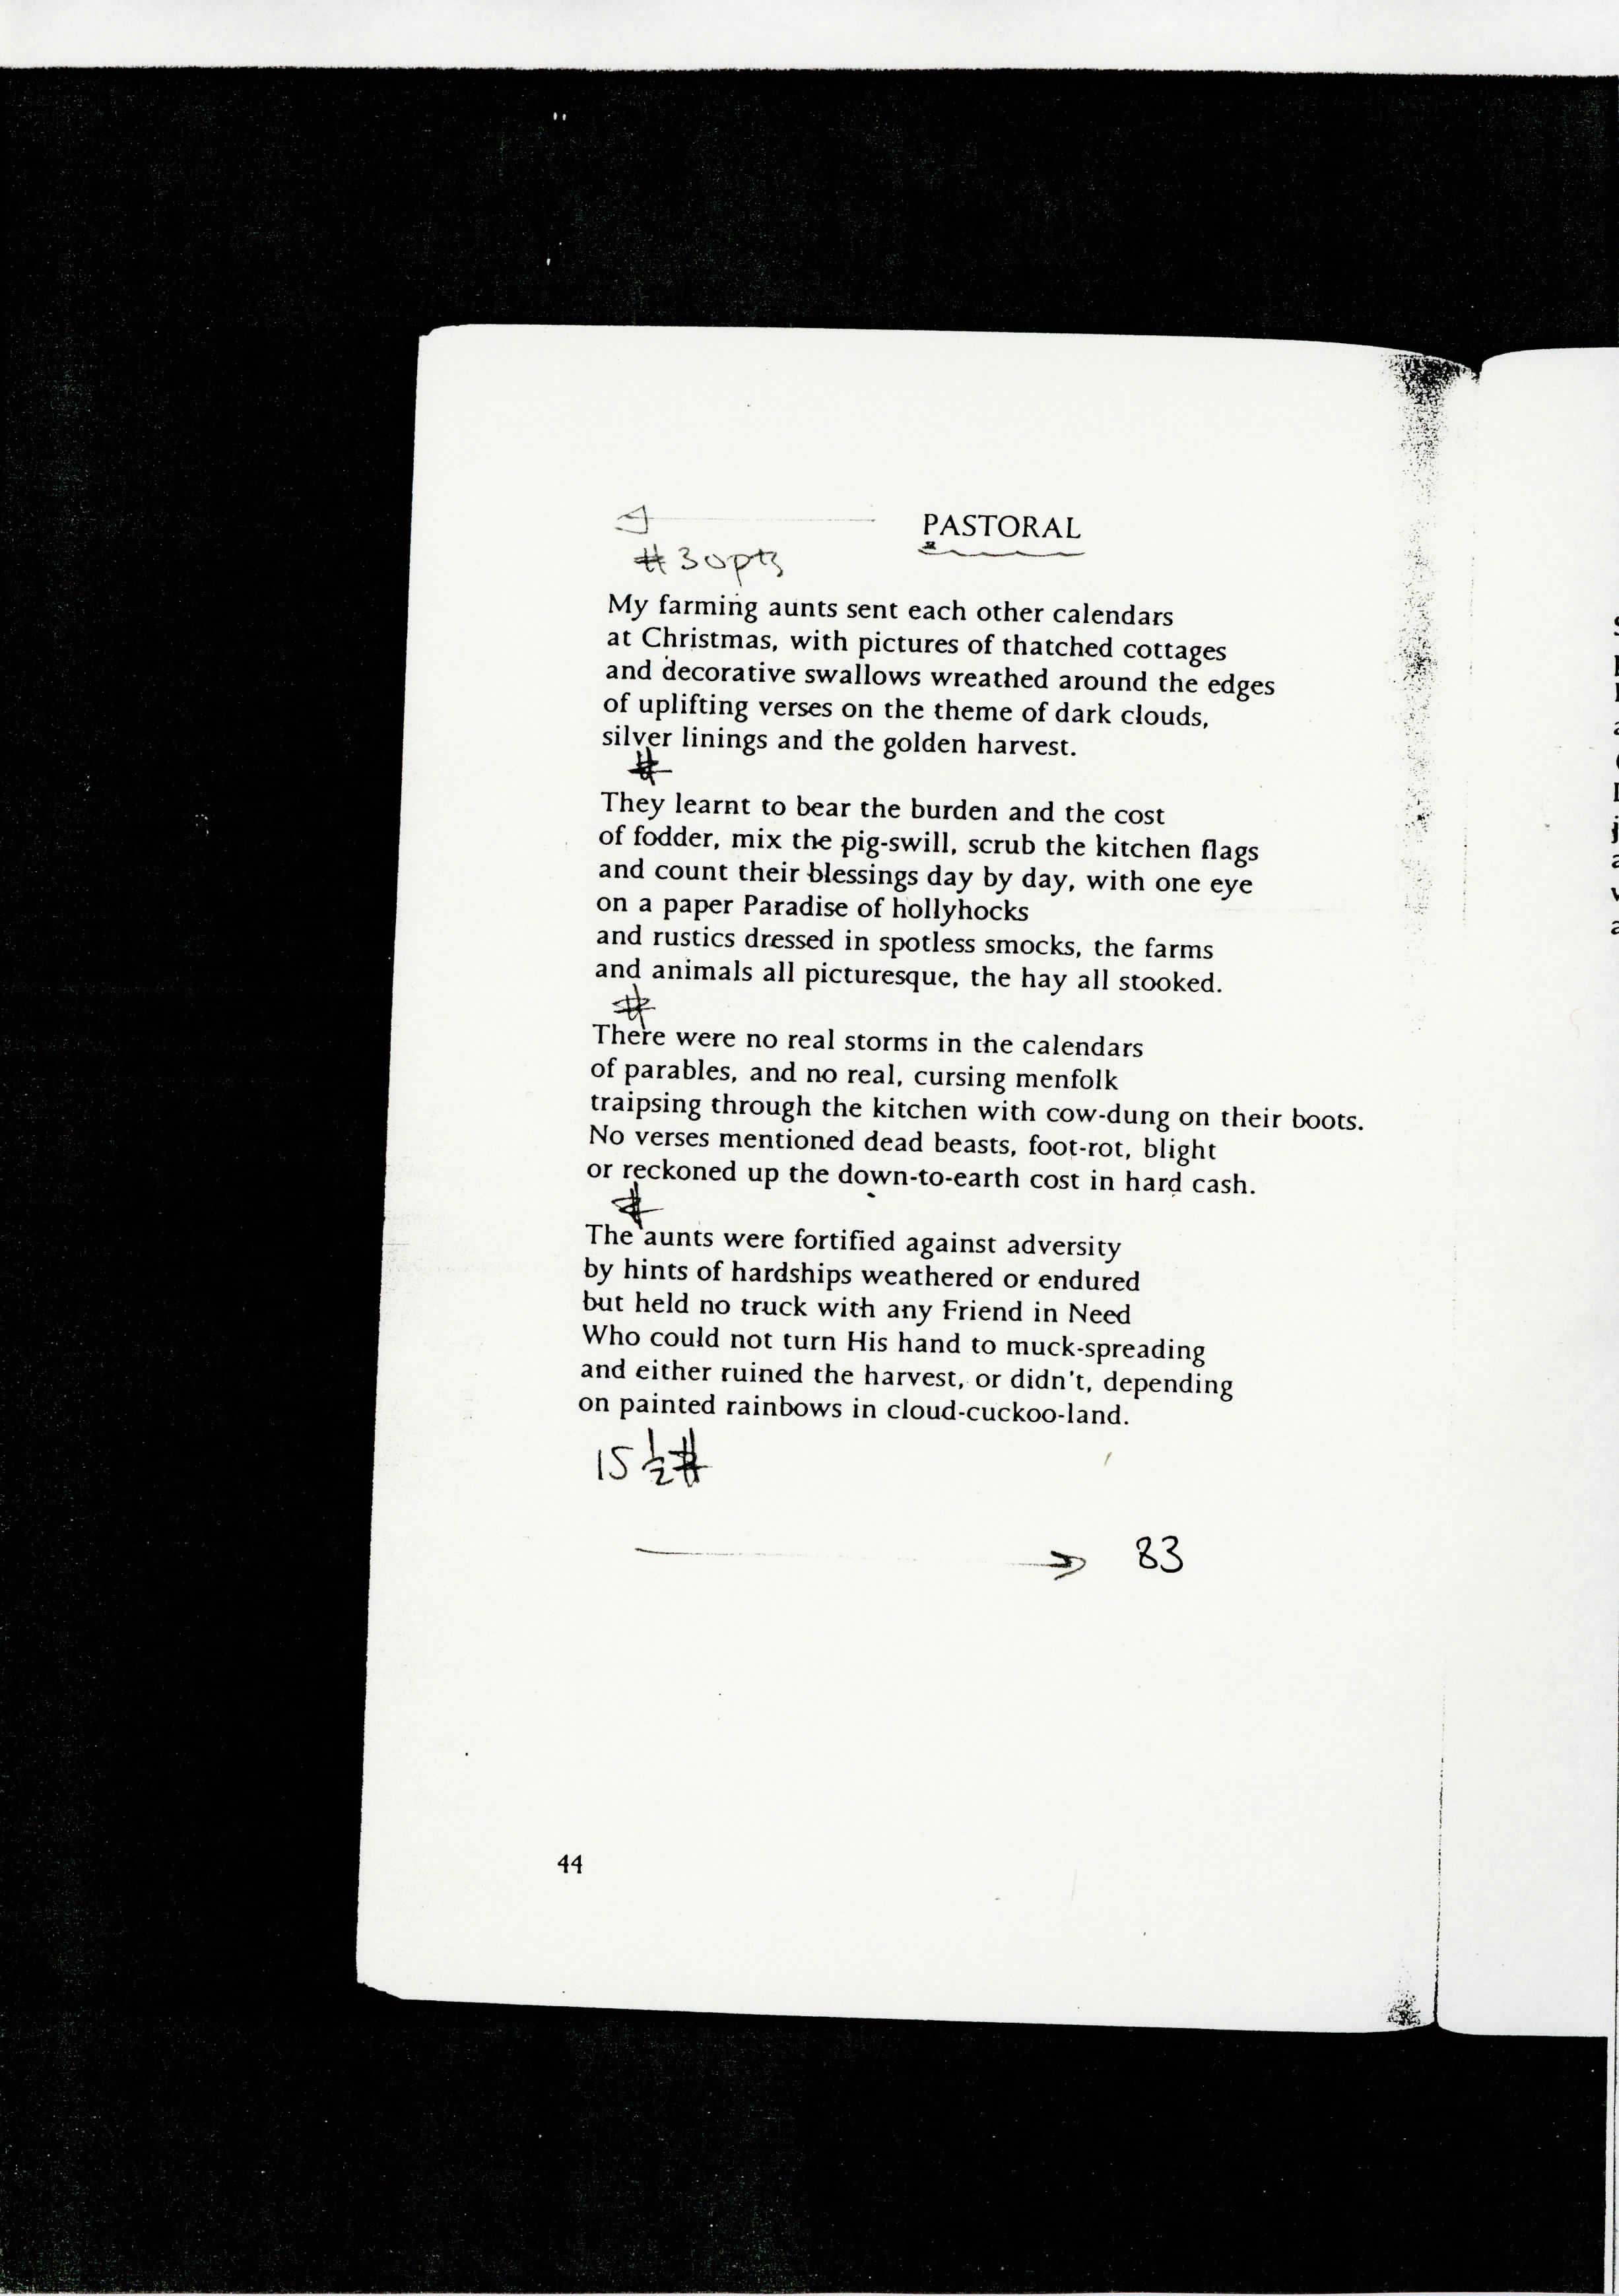 PASTORAL
# 30pts
My farming aunts sent each other calendars
at Christmas, with pictures of thatched cottages
and decorative swallows wreathed around the edges
of uplifting verses on the theme of dark clouds,
silver linings and the golden harvest.
#
They learnt to bear the burden and the cost
of fodder, mix the pig-swill, scrub the kitchen flags
and count their blessings day by day, with one eye
on a paper Paradise of hollyhocks
and rustics dressed in spotless smocks, the farms
and animals all picturesque, the hay all stooked.
#
There were no real storms in the calendars
of parables, and no real, cursing menfolk
traipsing through the kitchen with cow-dung on their boots.
No verses mentioned dead beasts, foot-rot, blight
or reckoned up the down-to-earth cost in hard cash.
#
The aunts were fortified against adversity
by hints of hardships weathered or endured
but held no truck with any Friend in Need
Who could not turn His hand to muck-spreading
and either ruined the harvest, or didn't, depending
on painted rainbows in cloud-cuckoo-land.
15 ½ #
83
44